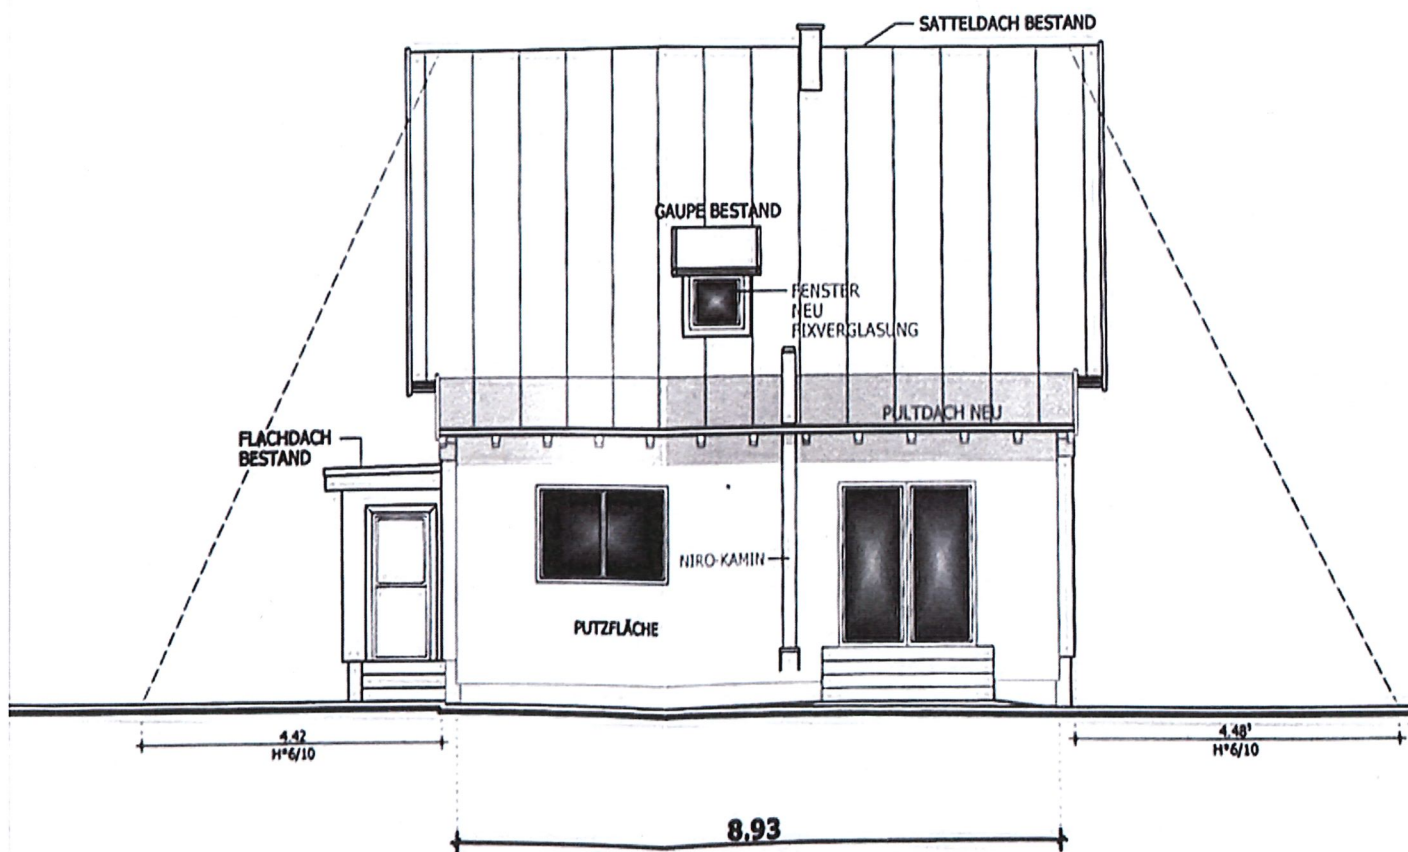 SATTELDACH BESTAND
GAUPE BESTAND
FENSTER
NEU
FIXVERGLASUNG
PULTDACH NEU
FLACHDACH
BESTAND
NIRO-KAMIN
PUTZFLÄCHE
4.42
H*6/10
4.48⁵
H*6/10
8.93